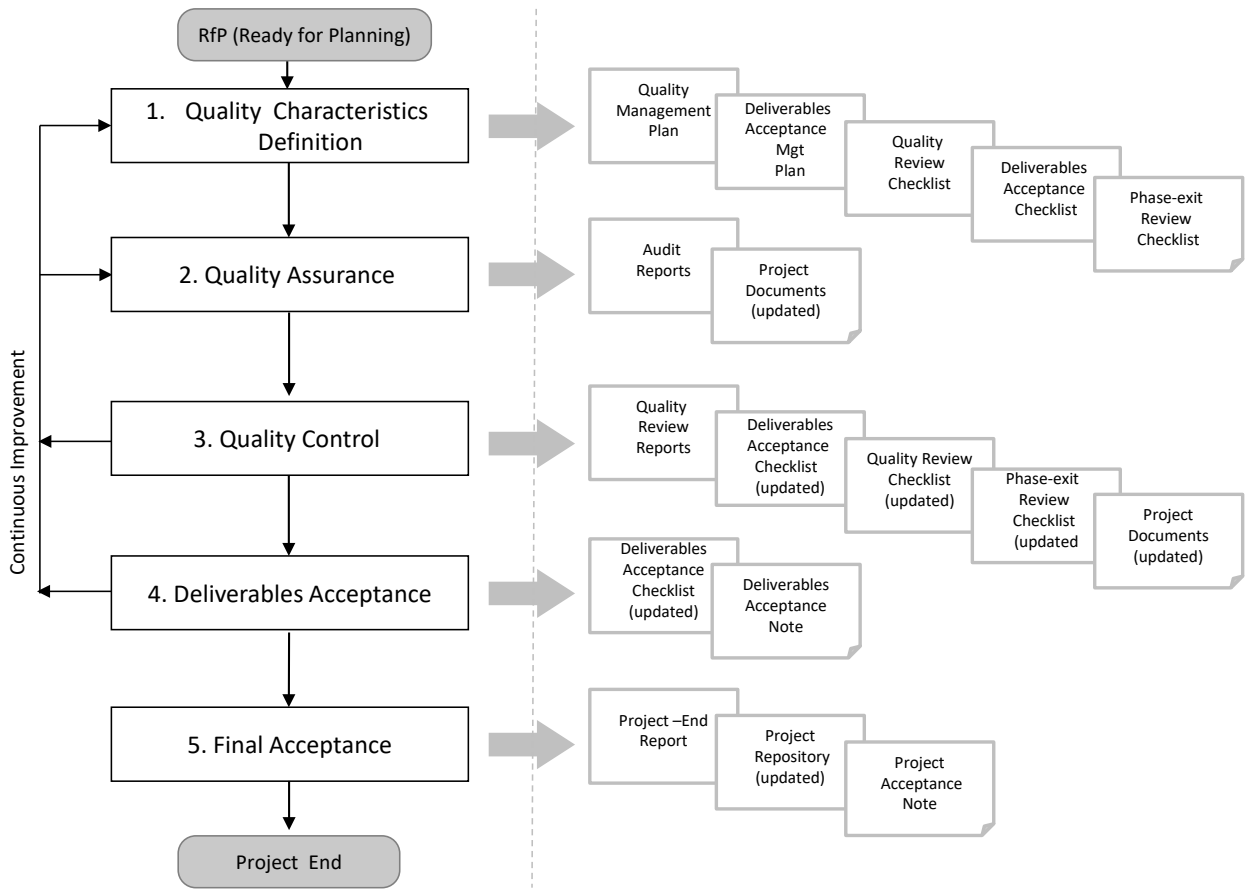 RfP (Ready for Planning)
1. Quality Characteristics
Definition
Quality
Management
Plan
Deliverables
Acceptance
Mgt
Plan
Quality
Review
Checklist
Deliverables
Acceptance
Checklist
Phase-exit
Review
Checklist
2. Quality Assurance
Audit
Reports
Project
Documents
(updated)
Continuous Improvement
3. Quality Control
Quality
Review
Reports
Deliverables
Acceptance
Checklist
(updated)
Quality Review
Checklist
(updated)
Phase-exit
Review
Checklist
(updated
Project
Documents
(updated)
4. Deliverables Acceptance
Deliverables
Acceptance
Checklist
(updated)
Deliverables
Acceptance
Note
5. Final Acceptance
Project –End
Report
Project
Repository
(updated)
Project
Acceptance
Note
Project End